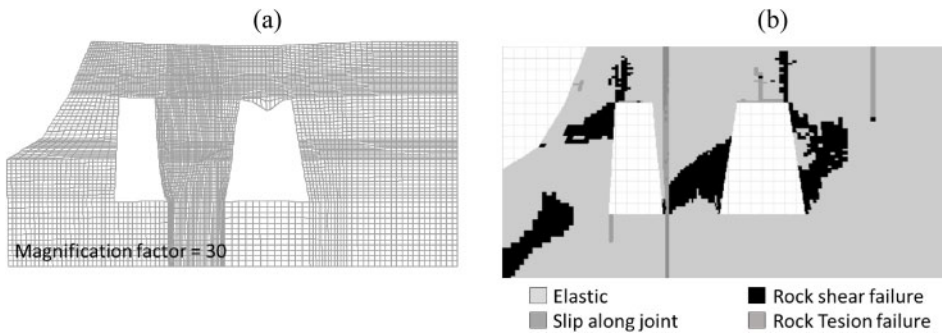 (a)
(b)
Magnification factor = 30
Elastic
Rock shear failure
Slip along joint
Rock Tesion failure